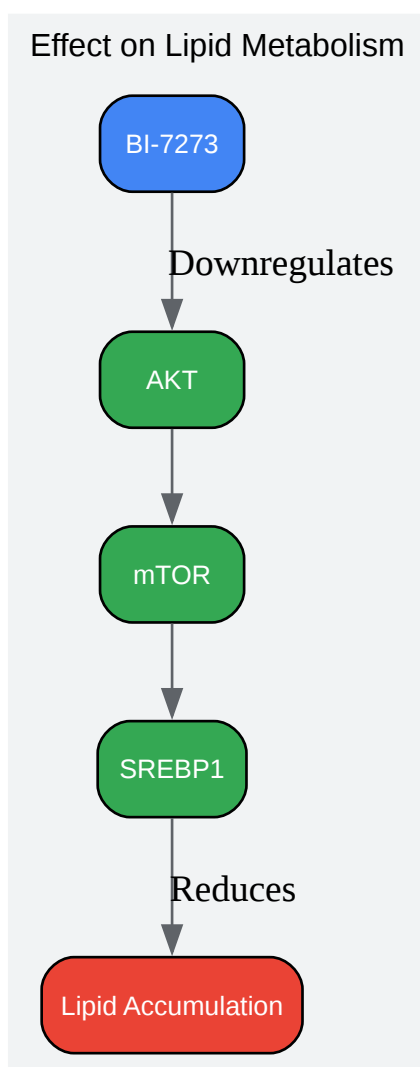 Effect on Lipid Metabolism
BI-7273
Downregulates
AKT
mTOR
SREBP1
Reduces
Lipid Accumulation